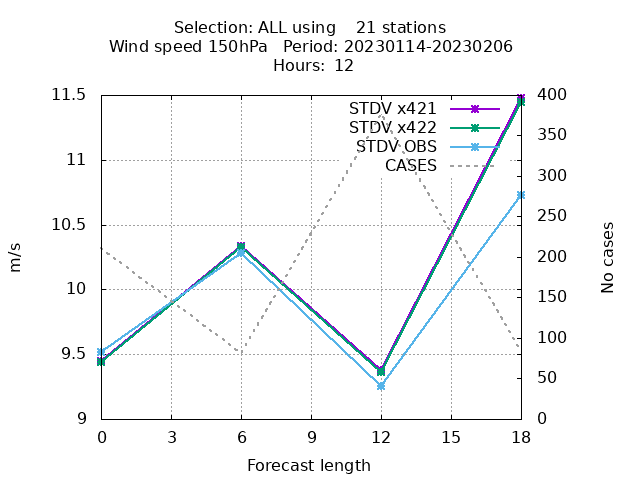 Selection: ALL using    21 stations
Wind speed 150hPa   Period: 20230114-20230206
Hours: 12
STDV x421
STDV x422
STDV OBS
CASES
11.5
11
10.5
10
9.5
9
m/s
400
350
300
250
200
150
100
50
0
No cases
0 3 6 9 12 15 18
Forecast length